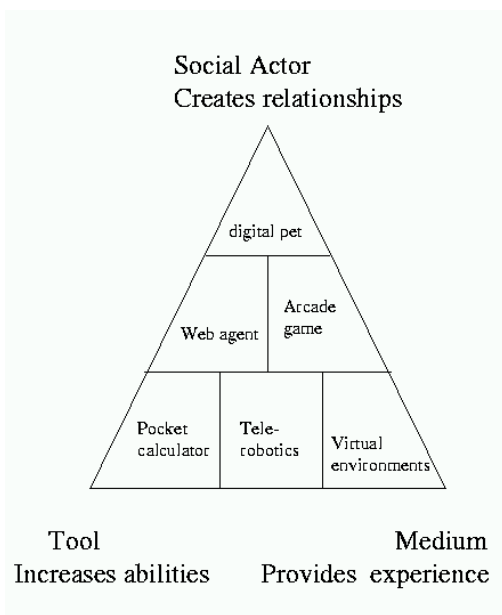 Social Actor
Creates relationships
digital pet
Web agent
Arcade
game
Pocket
calculator
Tele-
robotics
Virtual
environments
Tool
Increases abilities
Medium
Provides experience